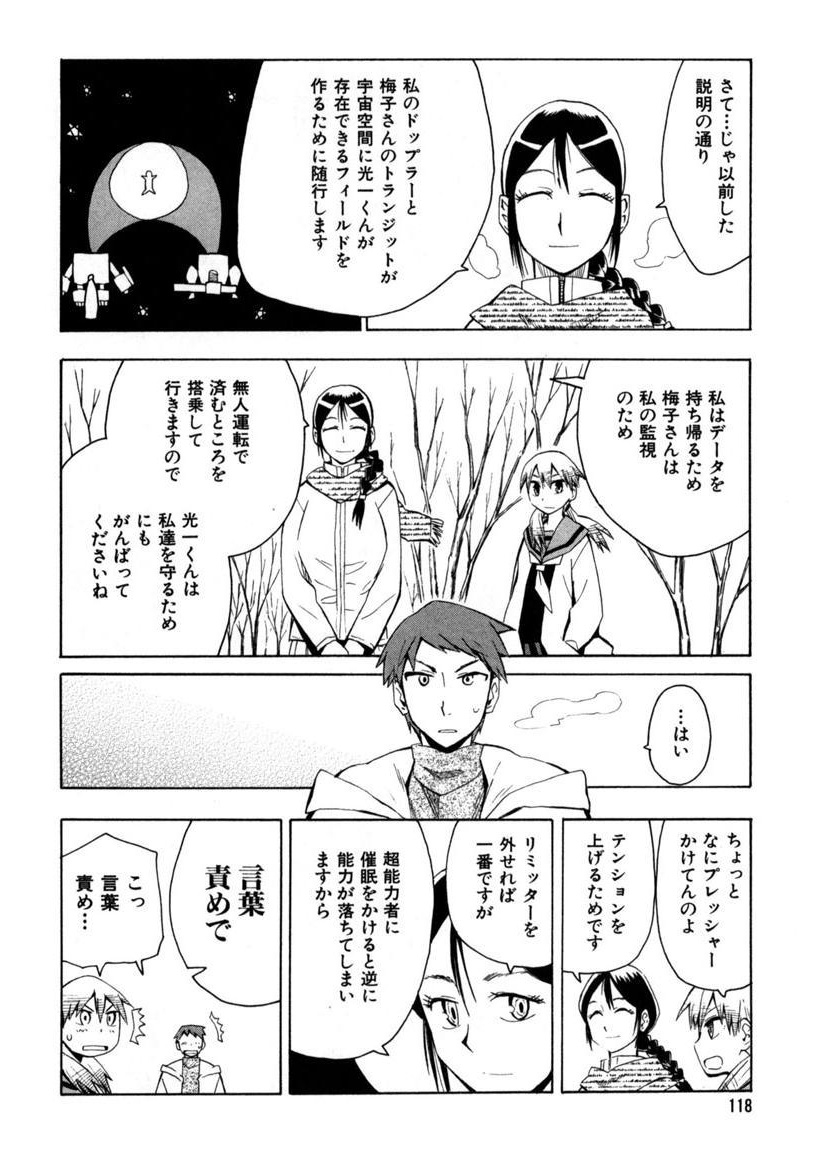 さて…じゃ以前した
説明の通り
私のドップラーと
梅子さんのトランジットが
宇宙空間に光一くんが
存在できるフィールドを
作るために随行します
私はデータを
持ち帰るため
梅子さんは
私の監視
のため
無人運転で
済むところを
搭乗して
行きますので
光一くんは
私達を守るため
にも
がんばって
くださいね
…はい
ちょっと
なにプレッシャー
かけてんのよ
テンションを
上げるためです
リミッターを
外せれば
一番ですが
超能力者に
催眠をかけると逆に
能力が落ちてしまい
ますから
言葉
責めで
こっ
言葉
責め…
118